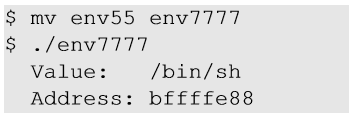 $ mv env55 env7777
$ ./env7777
Value: /bin/sh
Address: bffffe88